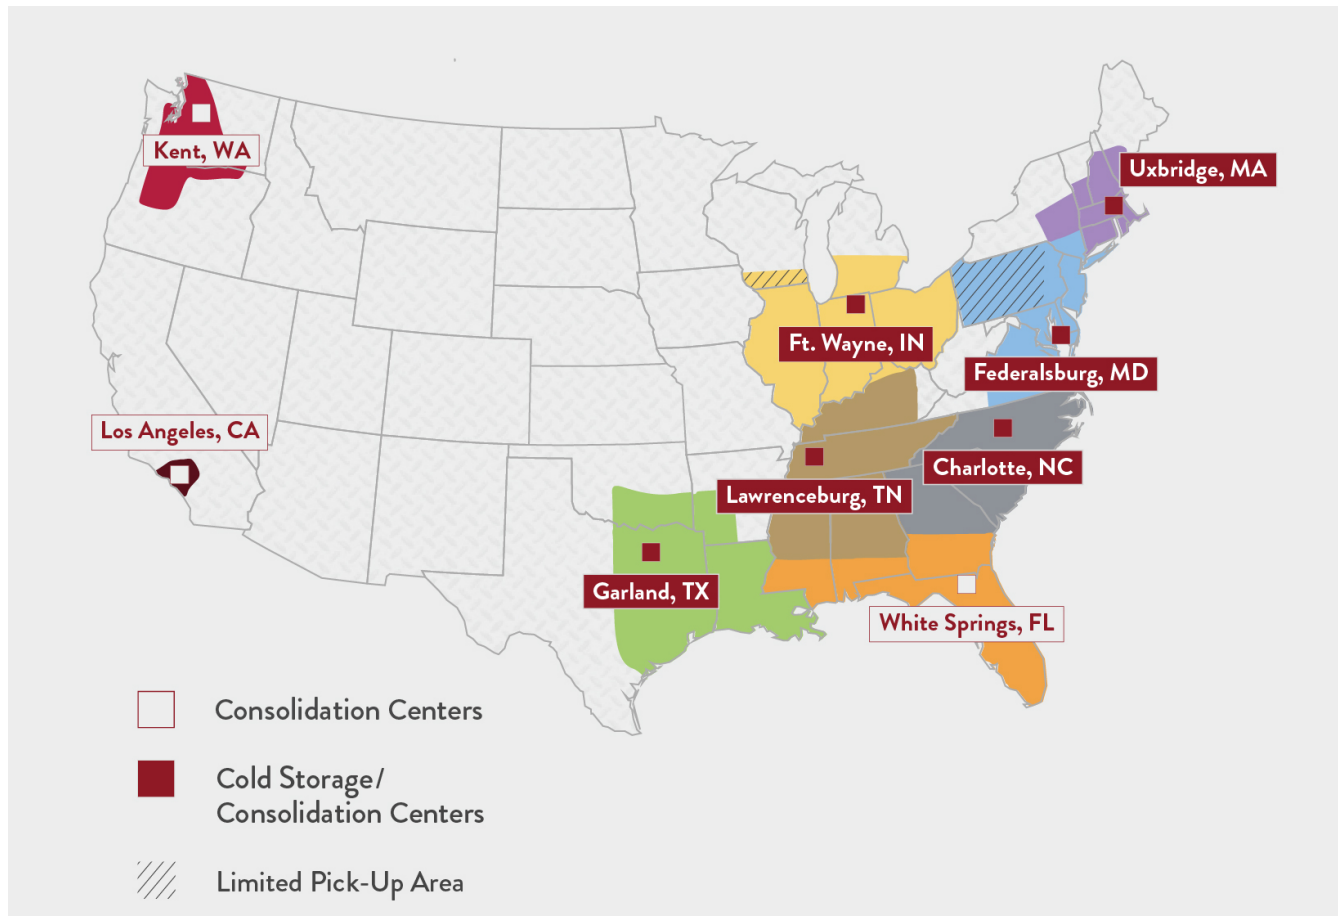 Uxbridge, MA
Kent, WA
Ft. Wayne, IN
Federalsburg, MD
Los Angeles, CA
Charlotte, NC
Lawrenceburg, TN
Garland, TX
White Springs, FL
Consolidation Centers
Cold Storage/
Consolidation Centers
Limited Pick-Up Area